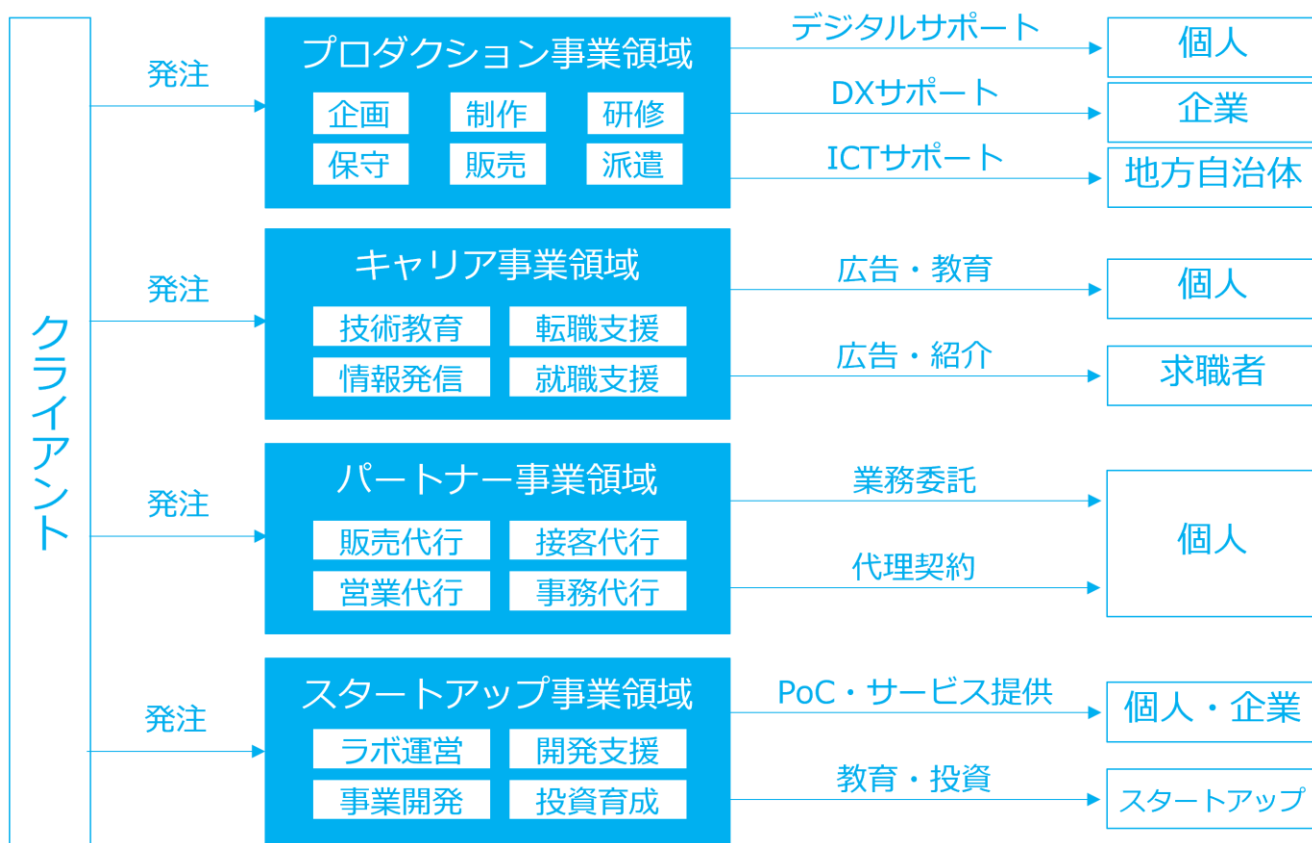 クライアント
発注
プロダクション事業領域
企画 制作 研修
保守 販売 派遣
デジタルサポート
個人
DXサポート
企業
ICTサポート
地方自治体
発注
キャリア事業領域
技術教育 転職支援
情報発信 就職支援
広告・教育
個人
広告・紹介
求職者
発注
パートナー事業領域
販売代行 接客代行
営業代行 事務代行
業務委託
代理契約
個人
発注
スタートアップ事業領域
ラボ運営 開発支援
事業開発 投資育成
PoC・サービス提供
個人・企業
教育・投資
スタートアップ